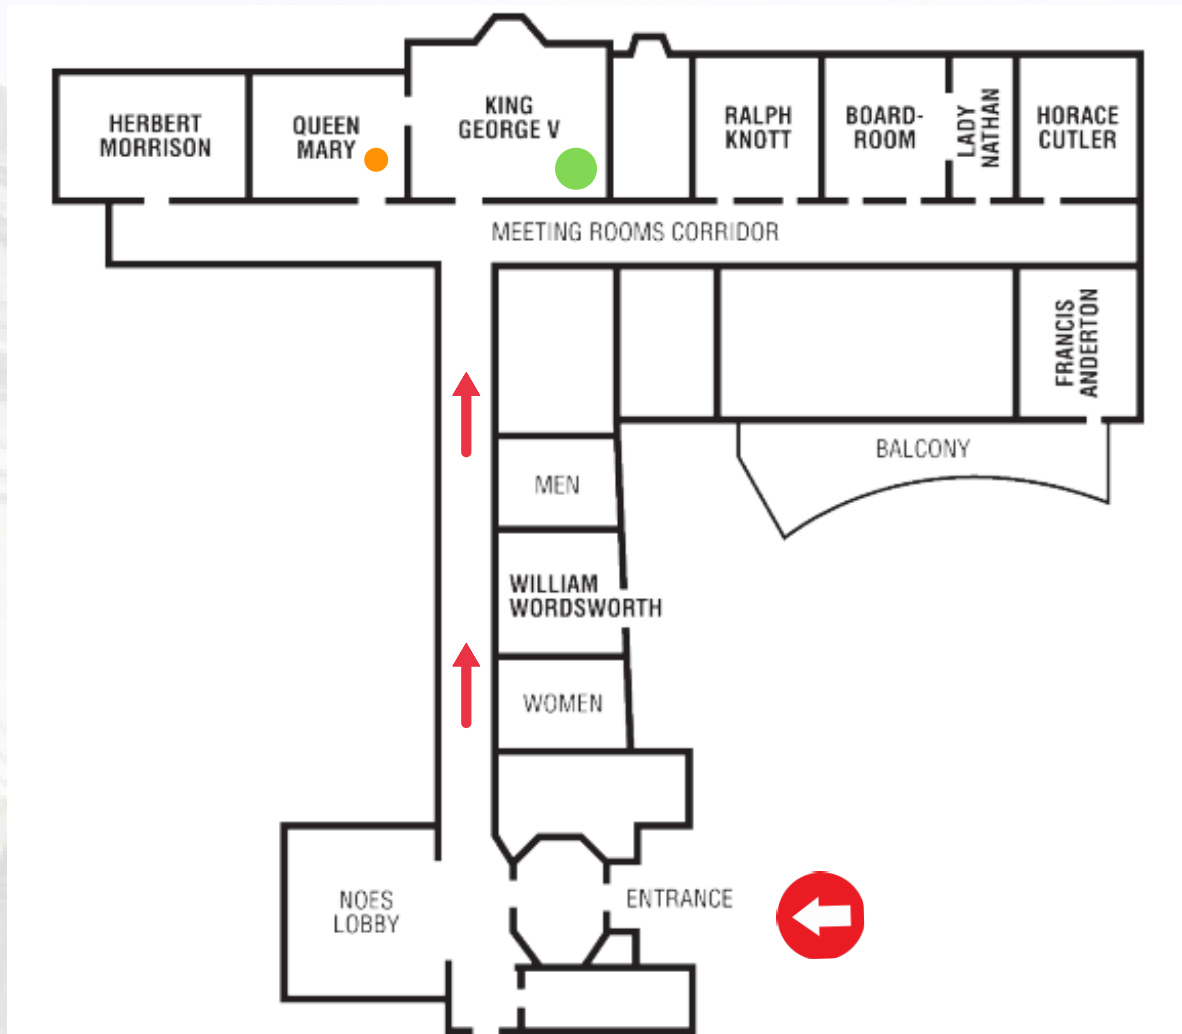 HERBERT
MORRISON
QUEEN
MARY
KING
GEORGE V
RALPH
KNOTT
BOARD-
ROOM
LADY
NATHAN
HORACE
CUTLER
MEETING ROOMS CORRIDOR
FRANCIS
ANDERTON
BALCONY
MEN
WILLIAM
WORDSWORTH
WOMEN
NOES
LOBBY
ENTRANCE